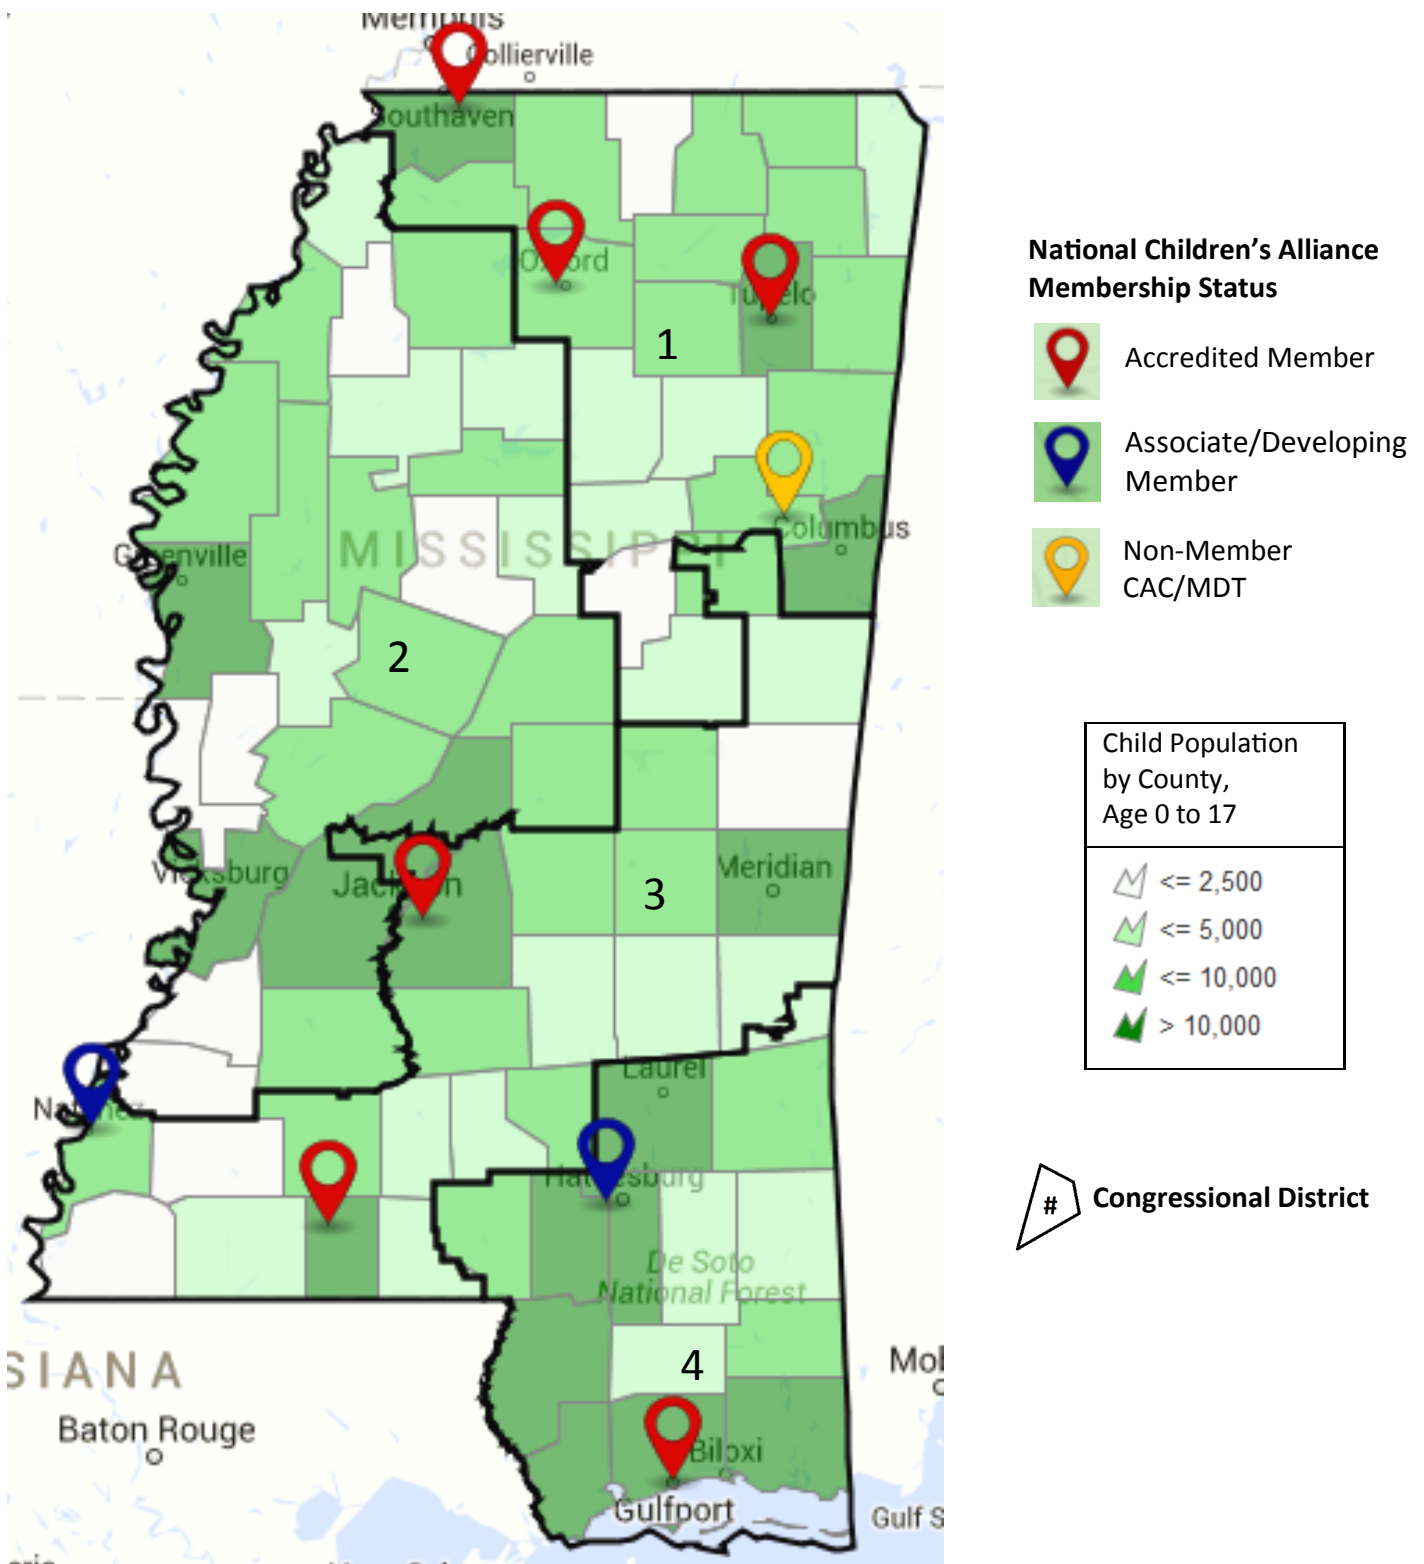 Memphis
Collierville
Southaven
Oxford
Tupelo
1
Columbus
MISSISSIPPI
Greenville
2
Vicksburg
Jackson
3
Meridian
Natchez
Laurel
Hattiesburg
De Soto
National Forest
4
SIANA
Mo
Baton Rouge
Biloxi
Gulfport
Gulf S
National Children’s Alliance
Membership Status
Accredited Member
Associate/Developing
Member
Non-Member
CAC/MDT
Child Population
by County,
Age 0 to 17
<= 2,500
<= 5,000
<= 10,000
> 10,000
# Congressional District